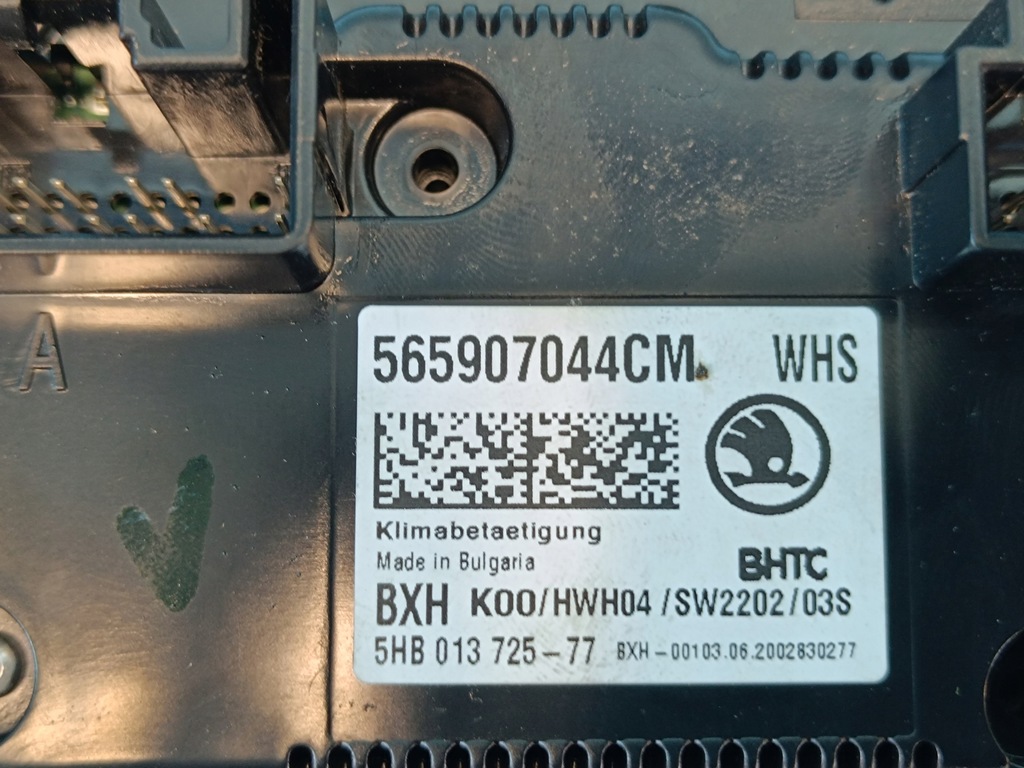 A
565907044CM WHS
Klimabetaetigung
Made in Bulgaria BHTC
BXH K00/HWH04/SW2202/03S
5HB 013 725-77 BXH-00103.06.2002830277